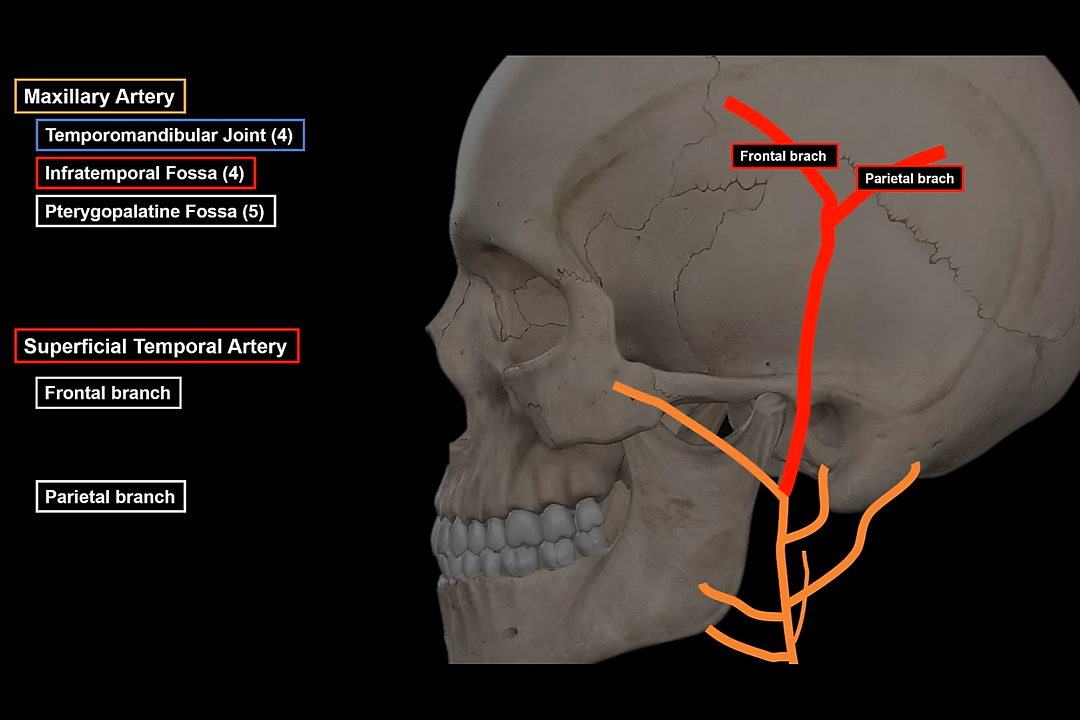 Maxillary Artery
Temporomandibular Joint (4)
Infratemporal Fossa (4)
Pterygopalatine Fossa (5)
Superficial Temporal Artery
Frontal branch
Parietal branch
Frontal brach
Parietal brach